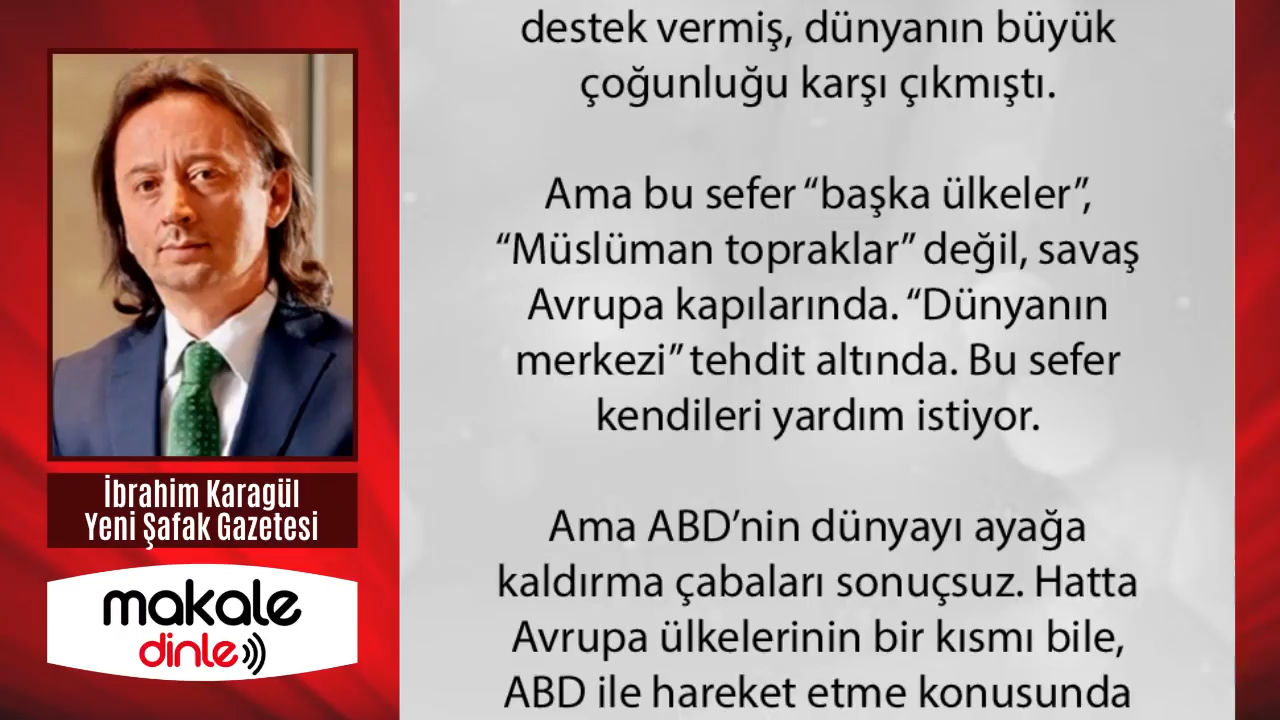 destek vermiş, dünyanın büyük
çoğunluğu karşı çıkmıştı.
Ama bu sefer “başka ülkeler”,
“Müslüman topraklar” değil, savaş
Avrupa kapılarında. “Dünyanın
merkezi” tehdit altında. Bu sefer
kendileri yardım istiyor.
Ama ABD’nin dünyayı ayağa
kaldırma çabaları sonuçsuz. Hatta
Avrupa ülkelerinin bir kısmı bile,
ABD ile hareket etme konusunda
İbrahim Karagül
Yeni Şafak Gazetesi
makale
dinle